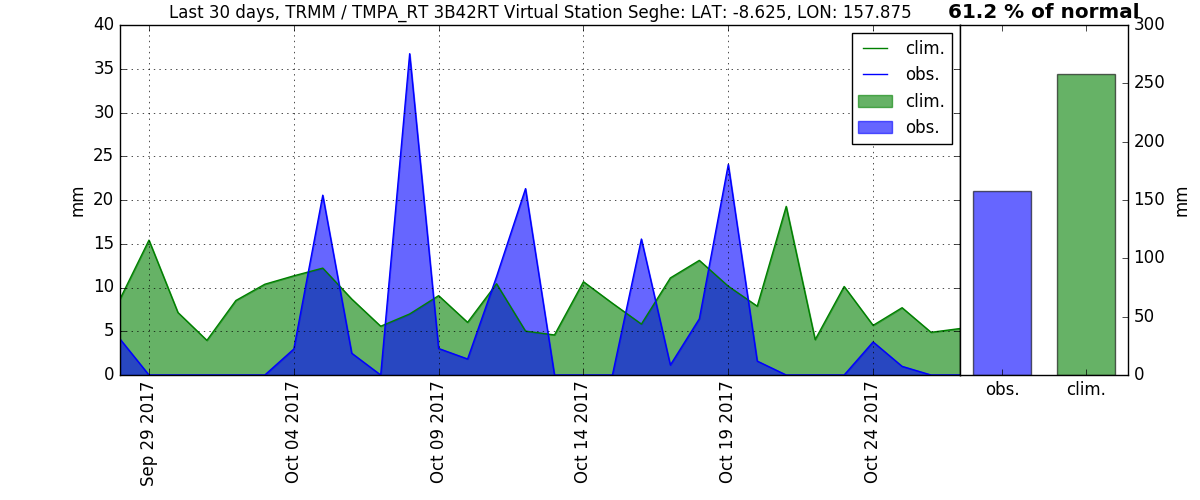 Last 30 days, TRMM / TMPA_RT 3B42RT Virtual Station Seghe: LAT: -8.625, LON: 157.875
61.2 % of normal
40
35
30
25
20
15
10
5
0
mm
clim.
obs.
clim.
obs.
Sep 29 2017
Oct 04 2017
Oct 09 2017
Oct 14 2017
Oct 19 2017
Oct 24 2017
300
250
200
150
100
50
0
mm
obs.
clim.